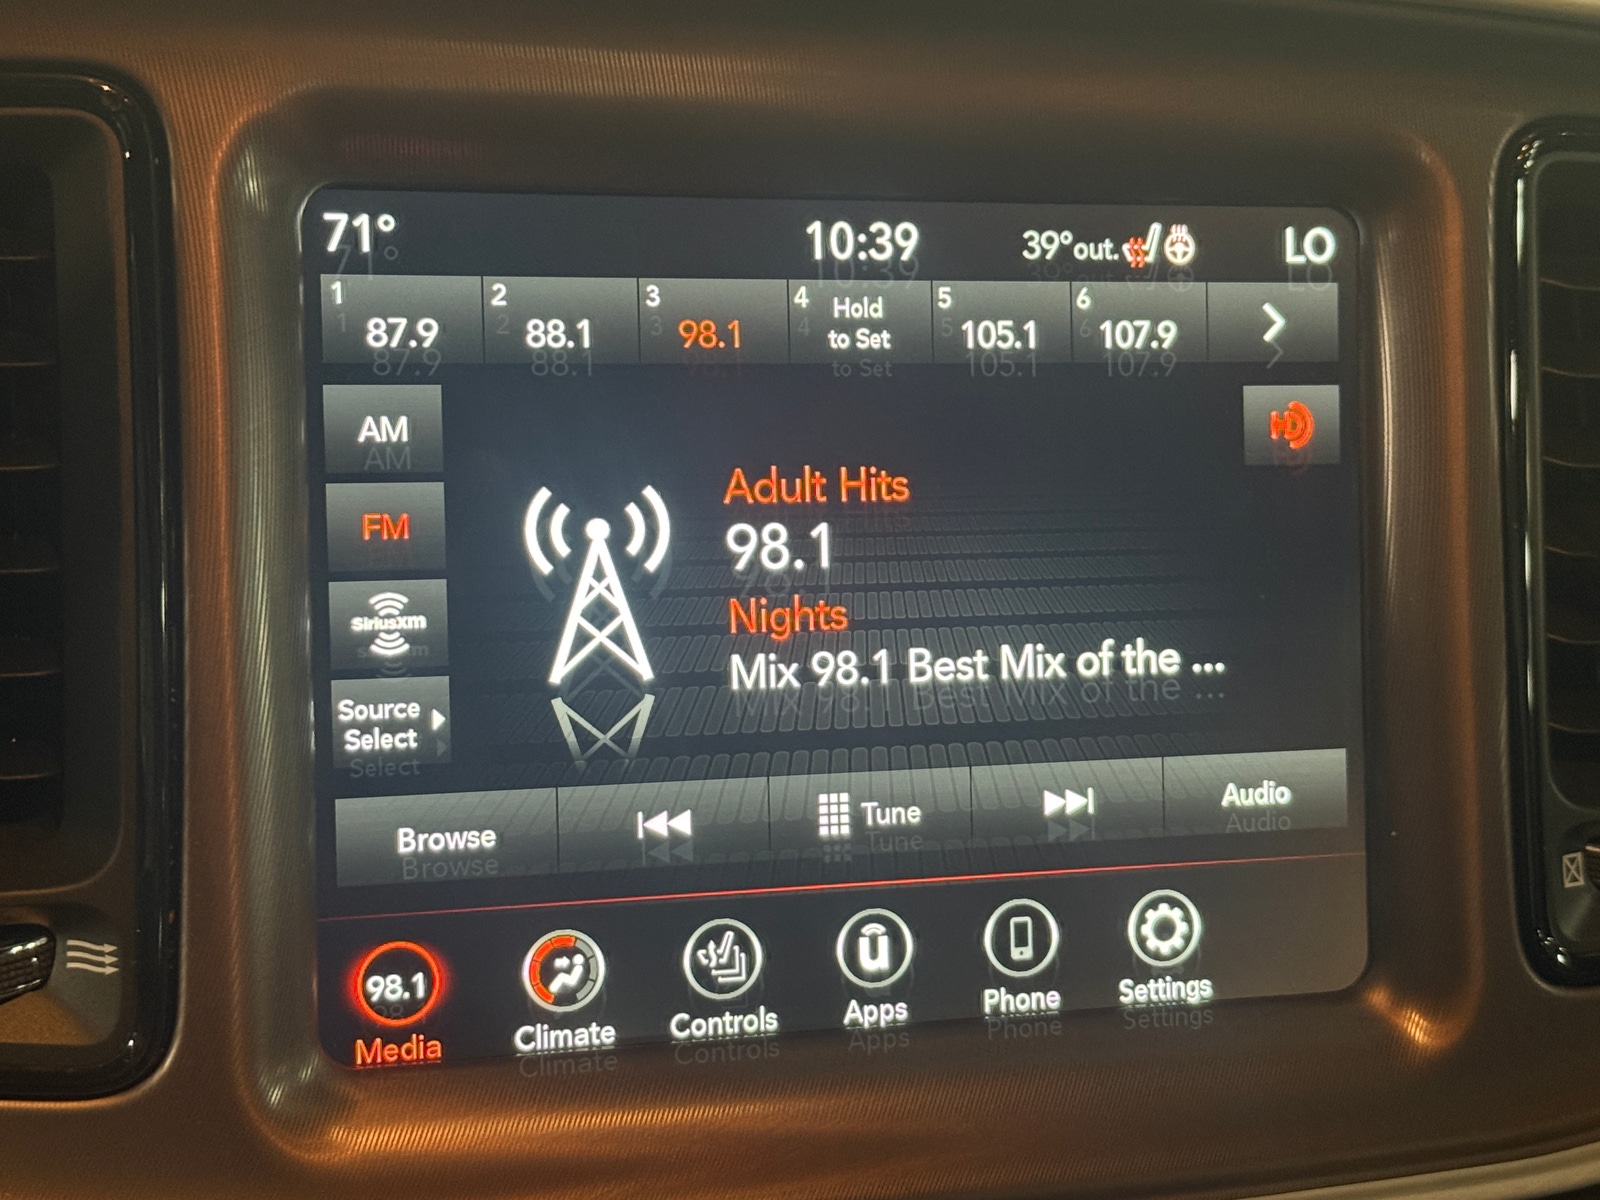 71° 10:39 39°out. LO
1 87.9 2 88.1 3 98.1 4 Hold to Set 5 105.1 6 107.9
AM
HD
FM
SiriusXM
Source
Select
Adult Hits
98.1
Nights
Mix 98.1 Best Mix of the ...
Browse Tune Audio
98.1
Media Climate Controls Apps Phone Settings